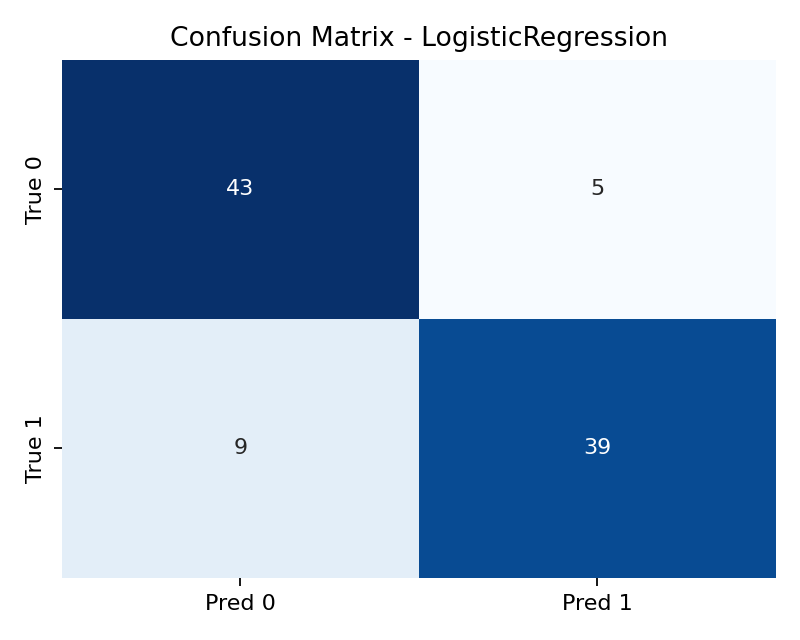 Confusion Matrix - LogisticRegression
True 0
43
5
True 1
9
39
Pred 0
Pred 1